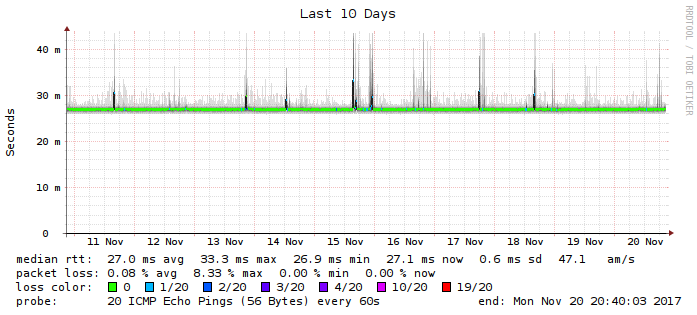 Last 10 Days
RRDTOOL / TOBI OETIKER
Seconds
40 m
30 m
20 m
10 m
0
11 Nov 12 Nov 13 Nov 14 Nov 15 Nov 16 Nov 17 Nov 18 Nov 19 Nov 20 Nov
median rtt: 27.0 ms avg 33.3 ms max 26.9 ms min 27.1 ms now 0.6 ms sd 47.1 am/s
packet loss: 0.08 % avg 8.33 % max 0.00 % min 0.00 % now
loss color: 0 1/20 2/20 3/20 4/20 10/20 19/20
probe: 20 ICMP Echo Pings (56 Bytes) every 60s end: Mon Nov 20 20:40:03 2017